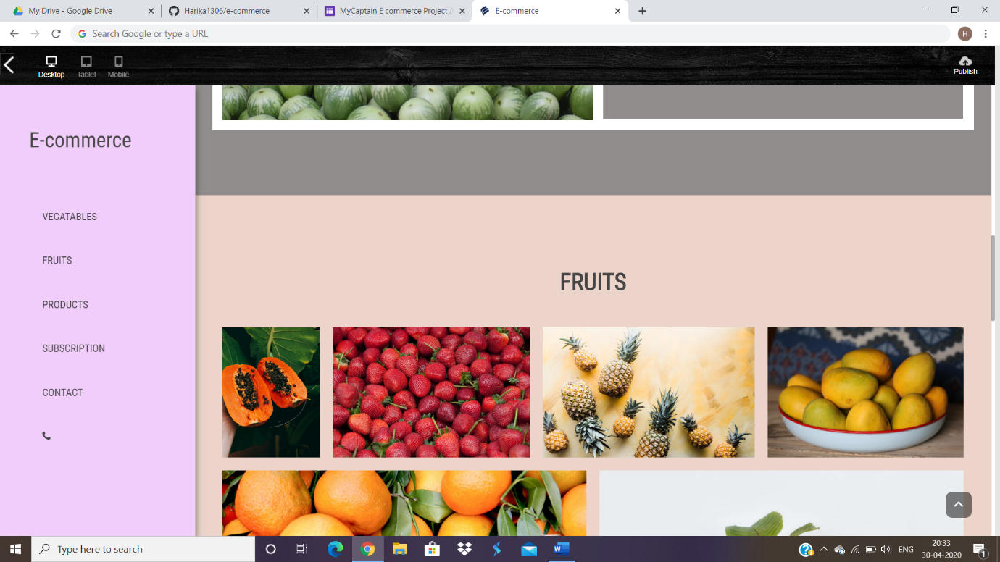 My Drive - Google Drive
Harika1306/e-commerce
MyCaptain E commerce Project A
E-commerce
Search Google or type a URL
H
Desktop
Tablet
Mobile
Publish
E-commerce
VEGATABLES
FRUITS
PRODUCTS
SUBSCRIPTION
CONTACT
FRUITS
Type here to search
ENG
20:33
30-04-2020
1